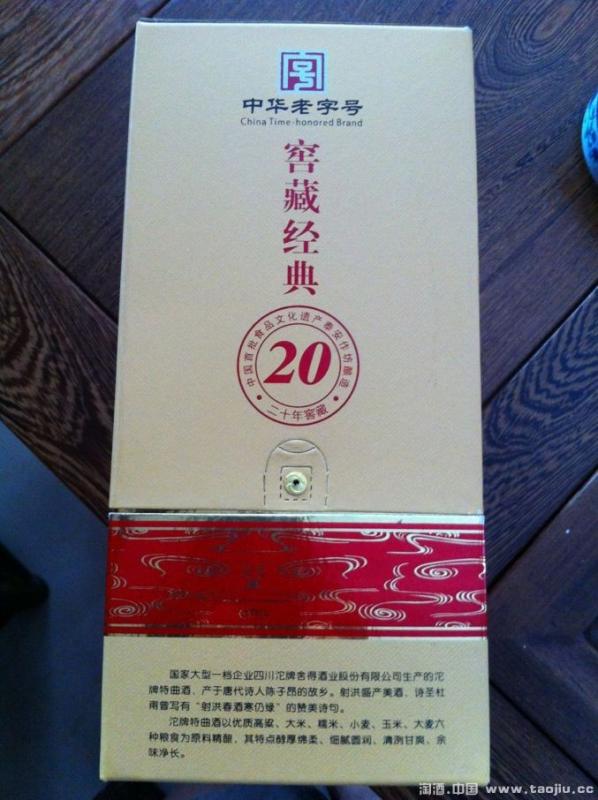 中华老字号
China Time-honored Brand
窖藏经典
中国首批食品文化遗产泰安作坊酿造
20
二十年窖藏
国家大型一档企业四川沱牌舍得酒业股份有限公司生产的沱
牌特曲酒，产于唐代诗人陈子昂的故乡。射洪盛产美酒，诗圣杜
甫曾写有“射洪春酒寒仍绿”的赞美诗句。
沱牌特曲酒以优质高粱、大米、糯米、小麦、玉米、大麦六
种粮食为原料精酿，其特点醇厚绵柔、细腻圆润、清洌甘爽、余
味净长。
淘酒.中国 www.taojiu.cc